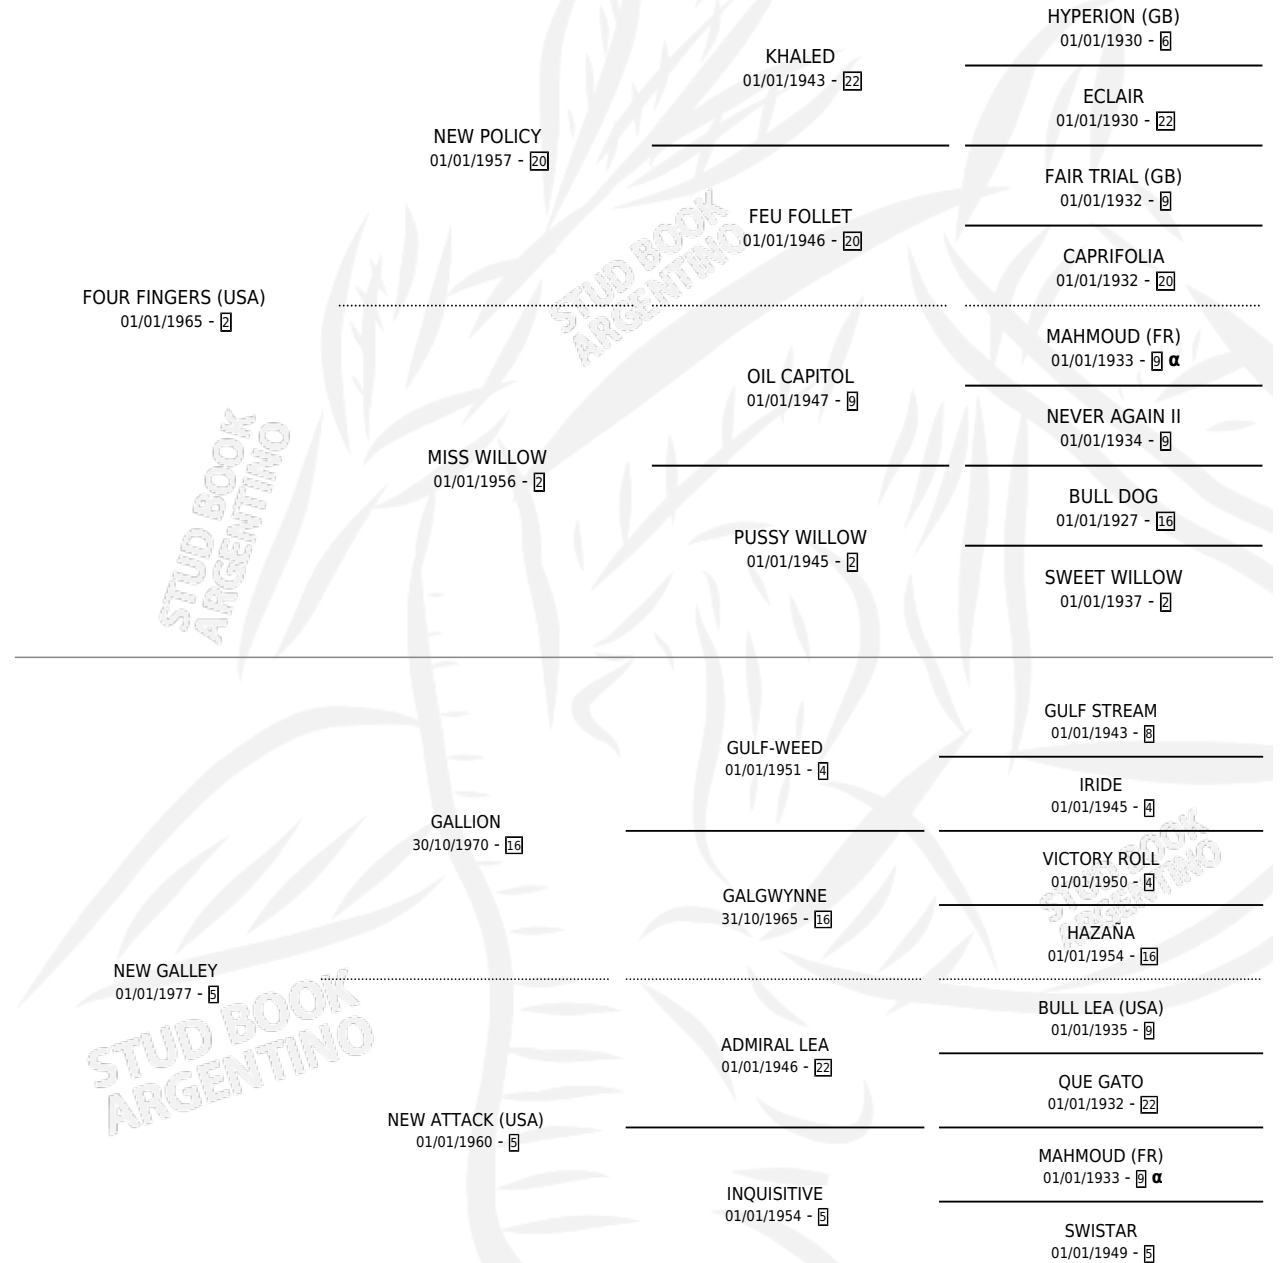 HYPERION (GB)
01/01/1930 - 6
KHALED
01/01/1943 - 22
ECLAIR
01/01/1930 - 22
NEW POLICY
01/01/1957 - 20
FAIR TRIAL (GB)
01/01/1932 - 9
FEU FOLLET
01/01/1946 - 20
CAPRIFOLIA
01/01/1932 - 20
FOUR FINGERS (USA)
01/01/1965 - 2
MAHMOUD (FR)
01/01/1933 - 9 α
OIL CAPITOL
01/01/1947 - 9
NEVER AGAIN II
01/01/1934 - 9
MISS WILLOW
01/01/1956 - 2
BULL DOG
01/01/1927 - 16
PUSSY WILLOW
01/01/1945 - 2
SWEET WILLOW
01/01/1937 - 2
GULF STREAM
01/01/1943 - 8
GULF-WEED
01/01/1951 - 4
IRIDE
01/01/1945 - 4
GALLION
30/10/1970 - 16
VICTORY ROLL
01/01/1950 - 4
GALGWYNNE
31/10/1965 - 16
HAZAÑA
01/01/1954 - 16
NEW GALLEY
01/01/1977 - 5
BULL LEA (USA)
01/01/1935 - 9
ADMIRAL LEA
01/01/1946 - 22
QUE GATO
01/01/1932 - 22
NEW ATTACK (USA)
01/01/1960 - 5
MAHMOUD (FR)
01/01/1933 - 9 α
INQUISITIVE
01/01/1954 - 5
SWISTAR
01/01/1949 - 5
STUD BOOK
ARGENTINO
STUD BOOK
ARGENTINO
STUD BOOK
ARGENTINO
STUD BOOK
ARGENTINO